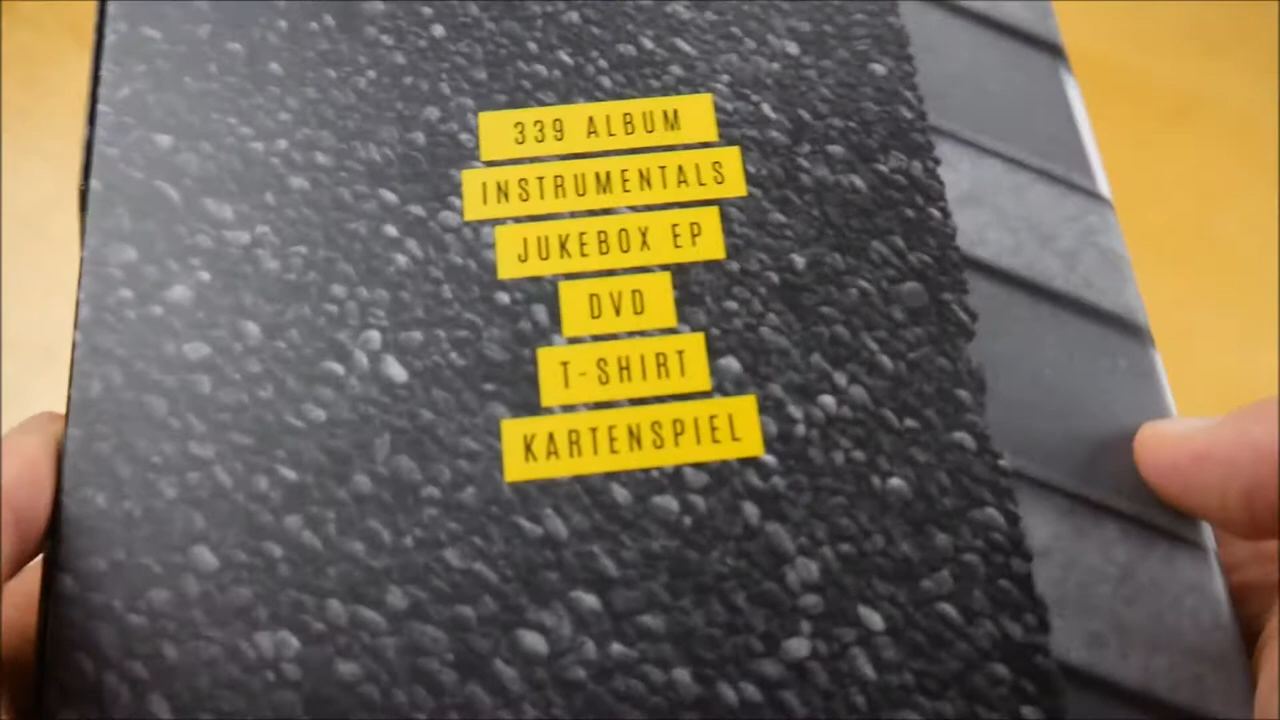 339 ALBUM
INSTRUMENTALS
JUKEBOX EP
DVD
T-SHIRT
KARTENSPIEL